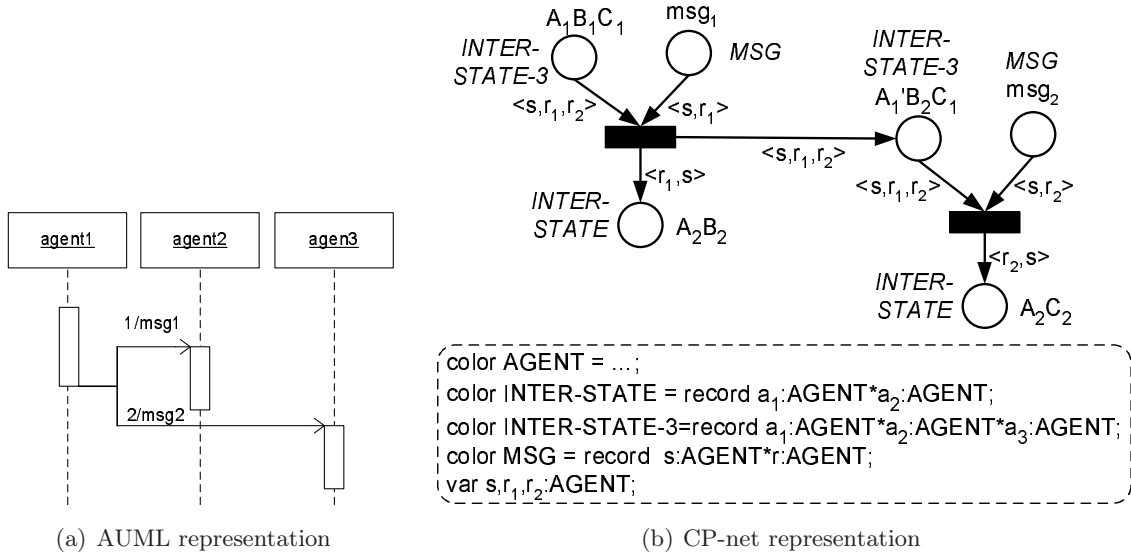 agent1
agent2
agen3
1/msg1
2/msg2
(a) AUML representation
A₁B₁C₁
msg₁
INTER-
STATE-3
MSG
<s,r₁,r₂>
<s,r₁>
<s,r₁,r₂>
<r₁,s>
INTER-
STATE
A₂B₂
INTER-
STATE-3
A₁'B₂C₁
MSG
msg₂
<s,r₁,r₂>
<s,r₂>
<r₂,s>
INTER-
STATE
A₂C₂
color AGENT = ...;
color INTER-STATE = record a₁:AGENT*a₂:AGENT;
color INTER-STATE-3=record a₁:AGENT*a₂:AGENT*a₃:AGENT;
color MSG = record s:AGENT*r:AGENT;
var s,r₁,r₂:AGENT;
(b) CP-net representation